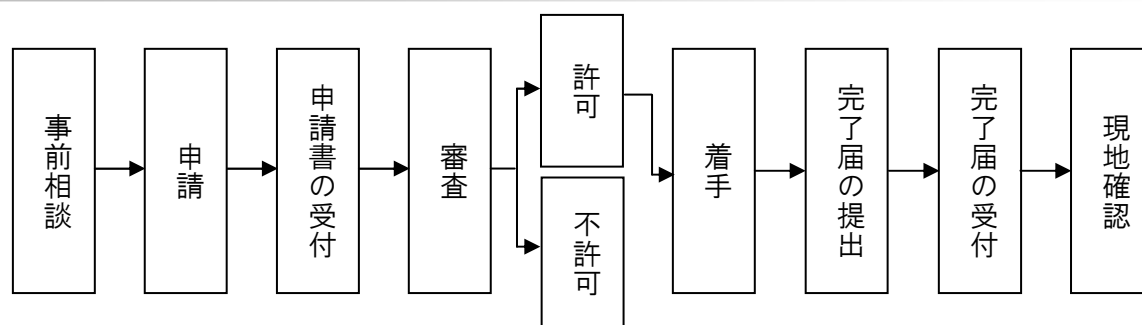 事前相談
申請
申請書の受付
審査
許可
不許可
着手
完了届の提出
完了届の受付
現地確認